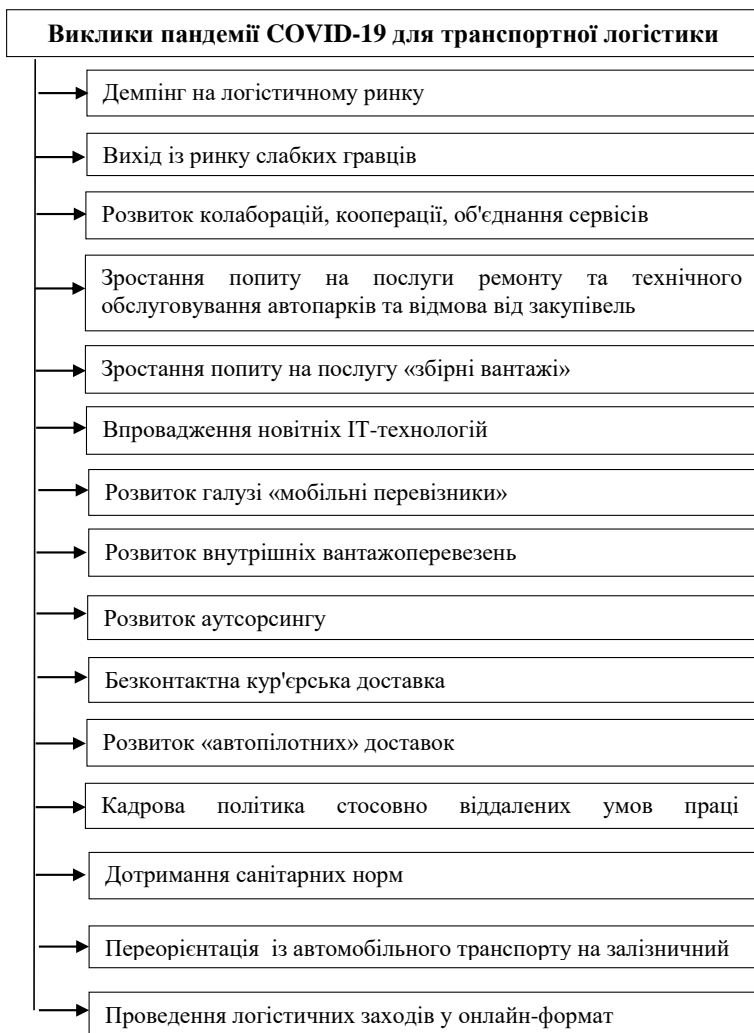 Виклики пандемії COVID-19 для транспортної логістики
Демпінг на логістичному ринку
Вихід із ринку слабких гравців
Розвиток колаборацій, кооперації, об'єднання сервісів
Зростання попиту на послуги ремонту та технічного
обслуговування автопарків та відмова від закупівель
Зростання попиту на послугу «збірні вантажі»
Впровадження новітніх ІТ-технологій
Розвиток галузі «мобільні перевізники»
Розвиток внутрішніх вантажоперевезень
Розвиток аутсорсингу
Безконтактна кур'єрська доставка
Розвиток «автопілотних» доставок
Кадрова політика стосовно віддалених умов праці
Дотримання санітарних норм
Переорієнтація із автомобільного транспорту на залізничний
Проведення логістичних заходів у онлайн-формат